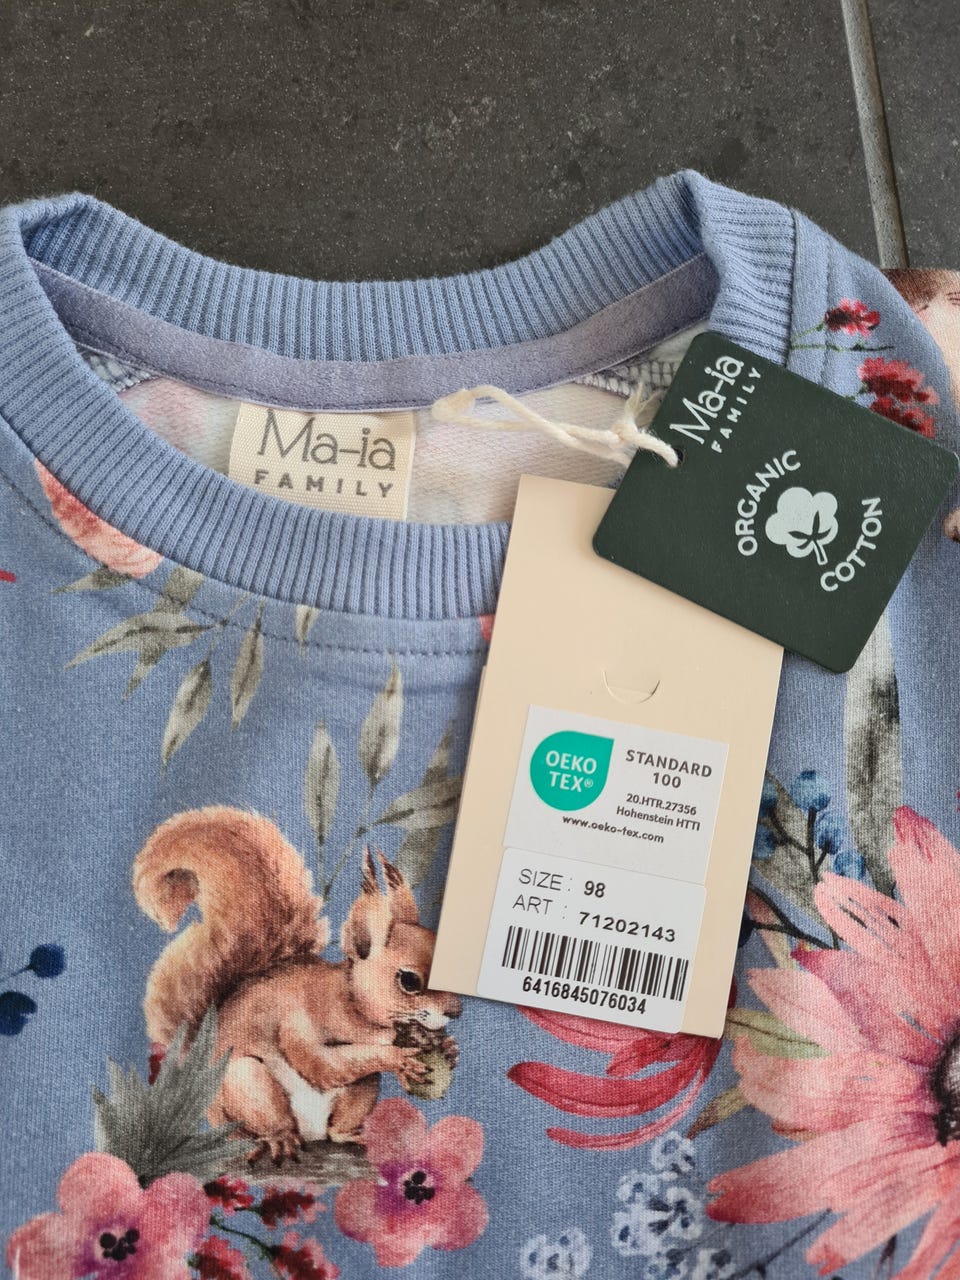 Ma-ia
FAMILY
Ma-ia
FAMILY
ORGANIC
COTTON
OEKO
TEX®
STANDARD
100
20.HTR.27356
Hohenstein HTTI
www.oeko-tex.com
SIZE : 98
ART : 71202143
6416845076034